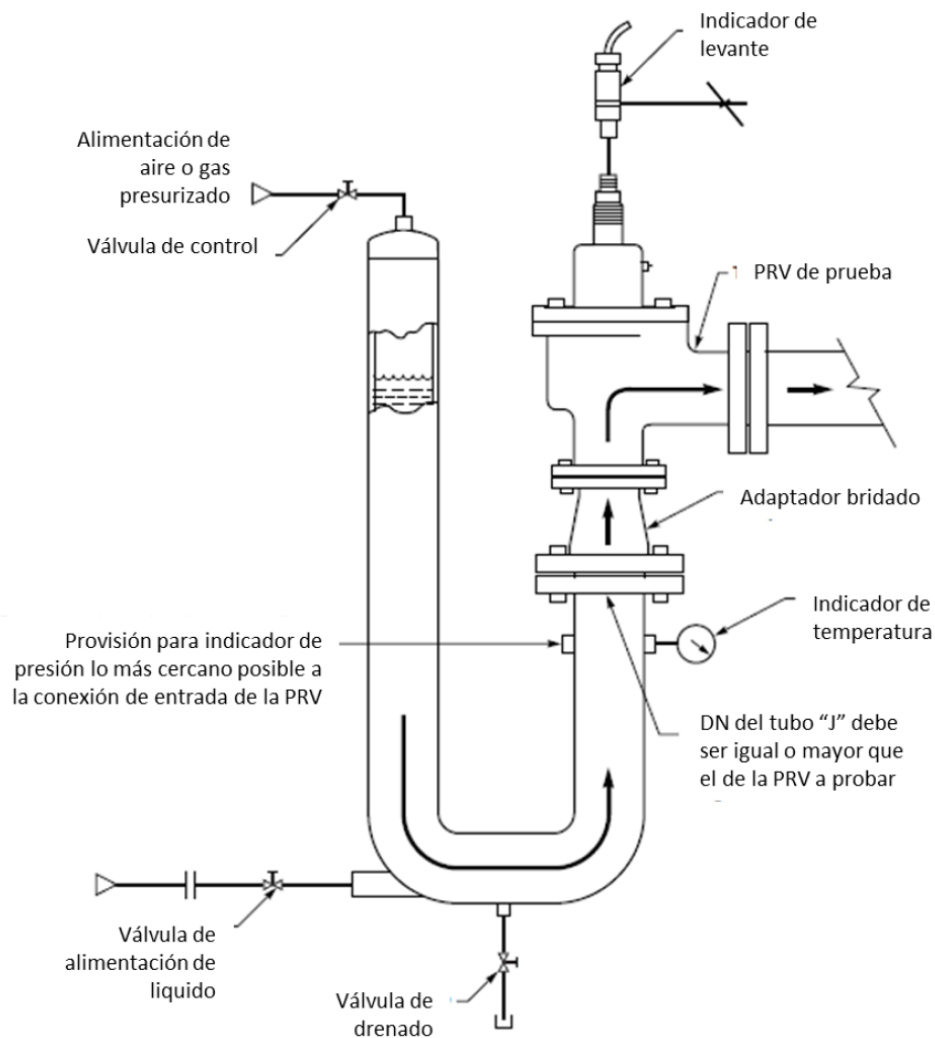 Indicador de
levante
Alimentación de
aire o gas
presurizado
Válvula de control
PRV de prueba
Adaptador bridado
Indicador de
temperatura
Provisión para indicador de
presión lo más cercano posible a
la conexión de entrada de la PRV
DN del tubo “J” debe
ser igual o mayor que
el de la PRV a probar
Válvula de
alimentación de
liquido
Válvula de
drenado